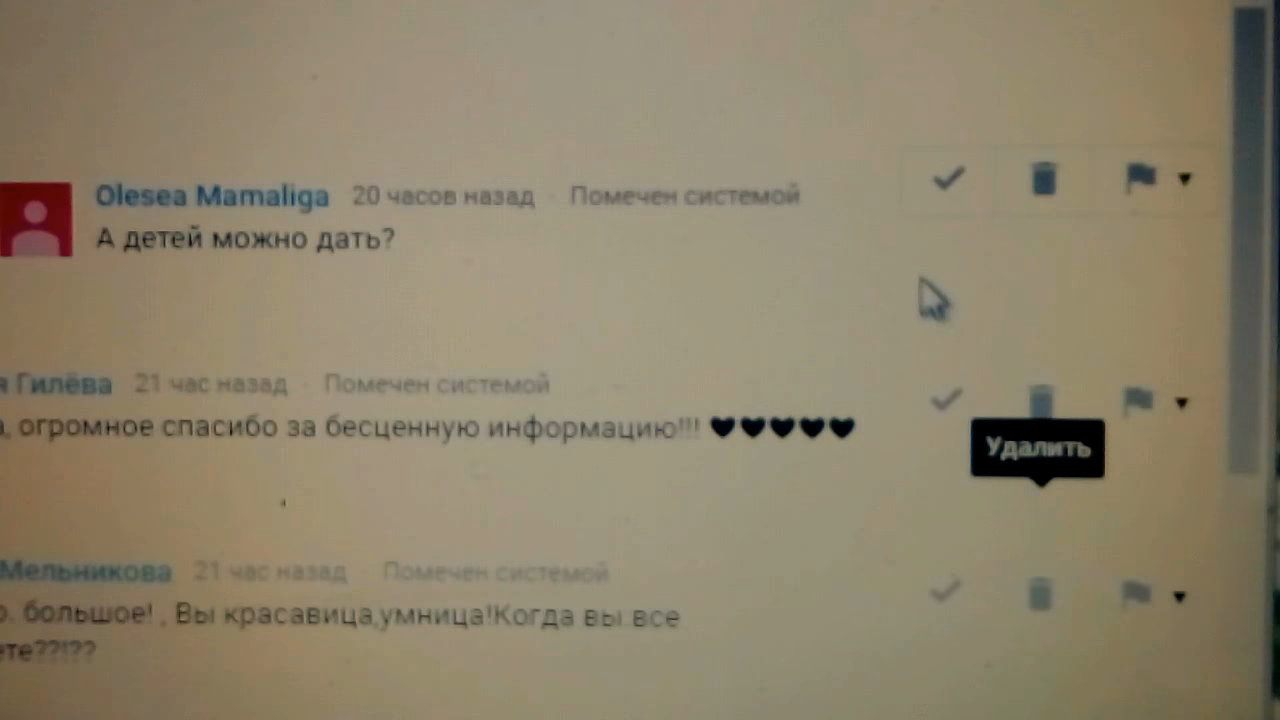 Olesea Mamaliga 20 часов назад · Помечен системой
А детей можно дать?
я Гилёва 21 час назад · Помечен системой
а, огромное спасибо за бесценную информацию!!! ♥♥♥♥♥
Удалить
Мельникова 21 час назад · Помечен системой
о. большое! , Вы красавица,умница!Когда вы все
ете??!??